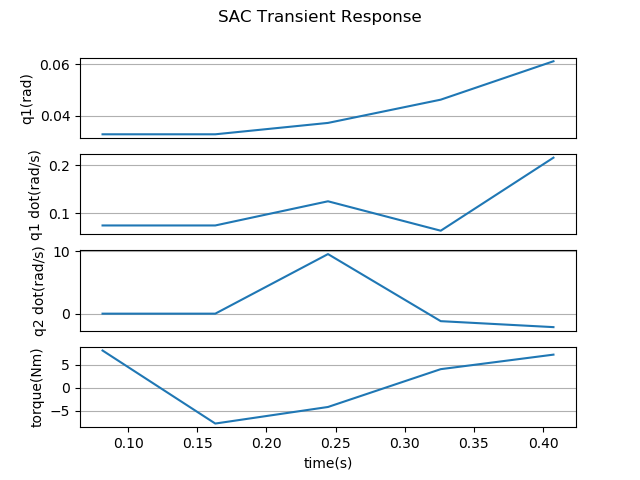 SAC Transient Response
q1(rad)
0.06
0.04
q1 dot(rad/s)
0.2
0.1
q2 dot(rad/s)
10
0
torque(Nm)
5
0
−5
0.10 0.15 0.20 0.25 0.30 0.35 0.40
time(s)